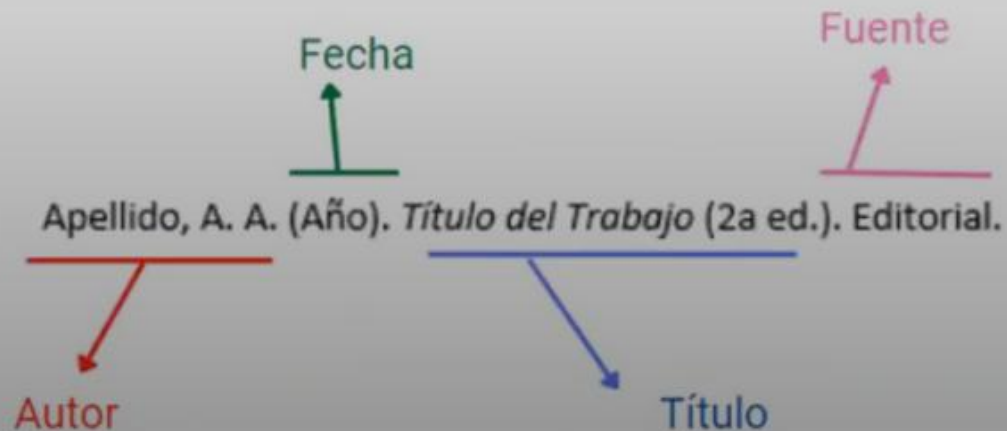 Fuente
Fecha
Apellido, A. A. (Año). Título del Trabajo (2a ed.). Editorial.
Autor
Título